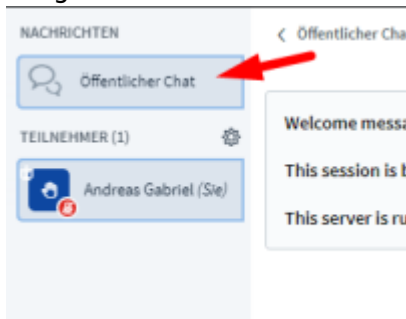 NACHRICHTEN
Öffentlicher Chat
TEILNEHMER (1)
Andreas Gabriel (Sie)
Öffentlicher Cha
Welcome messa
This session is b
This server is ru